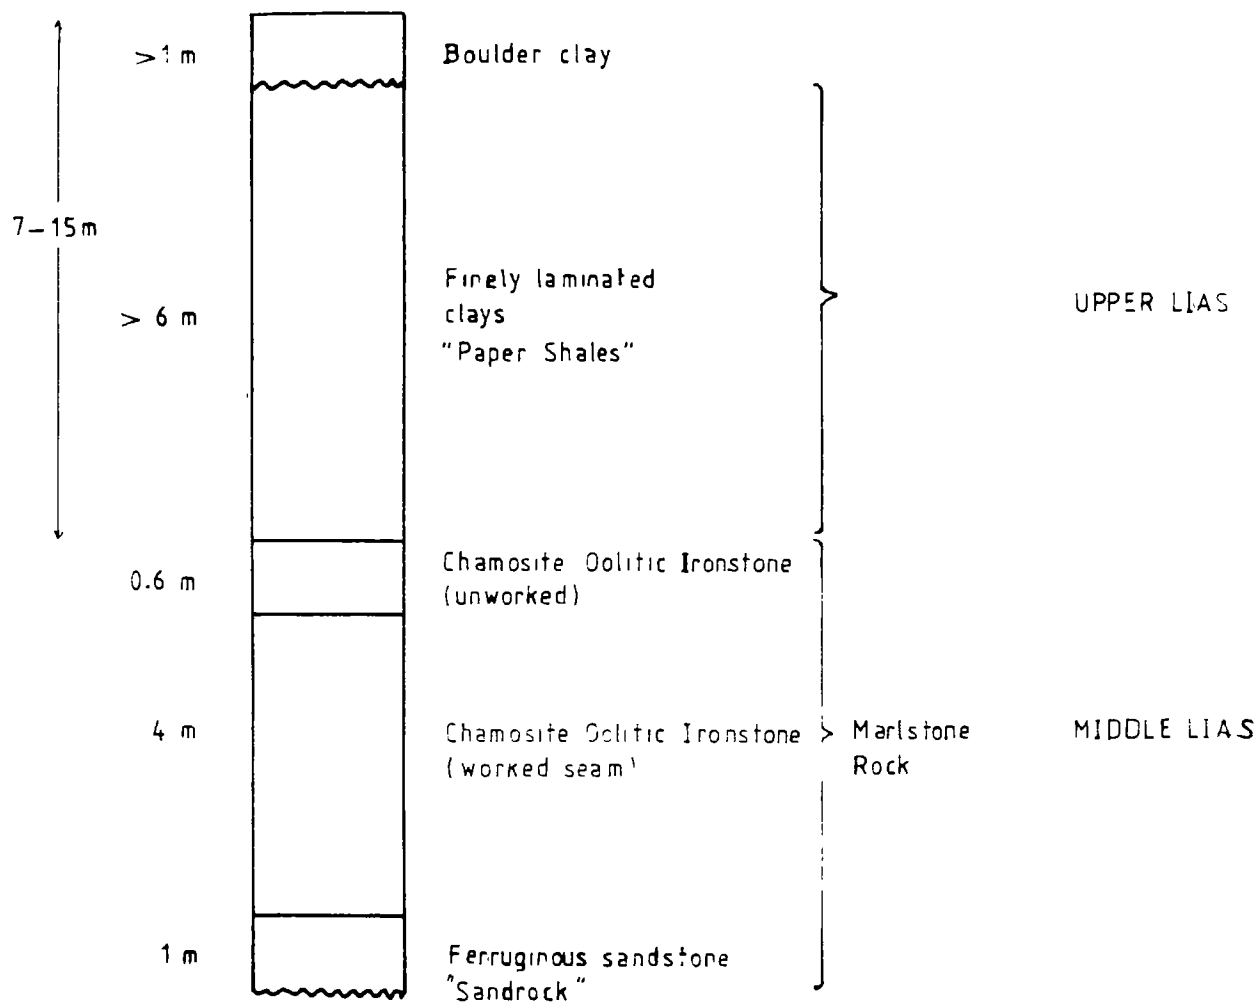 > 1 m
Boulder clay
7–15 m
> 6 m
Finely laminated
clays
"Paper Shales"
UPPER LIAS
0.6 m
Chamosite Oolitic Ironstone
(unworked)
4 m
Chamosite Oolitic Ironstone
(worked seam)
Marlstone
Rock
MIDDLE LIAS
1 m
Ferruginous sandstone
"Sandrock"